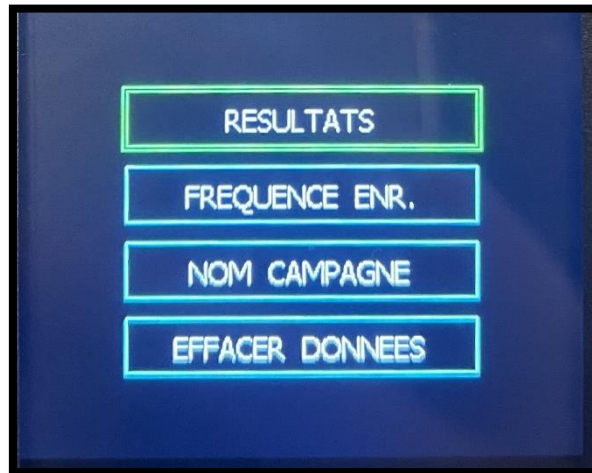 RESULTATS
FREQUENCE ENR.
NOM CAMPAGNE
EFFACER DONNEES